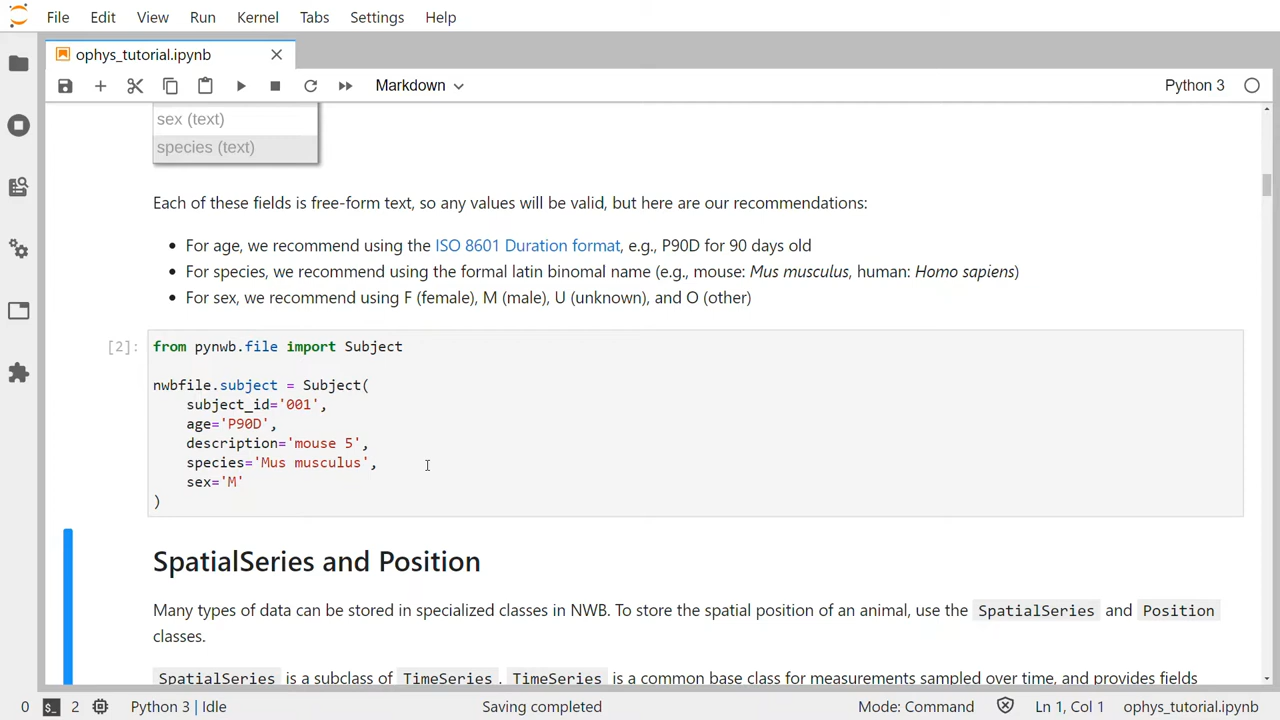 File Edit View Run Kernel Tabs Settings Help
ophys_tutorial.ipynb
Markdown
Python 3
sex (text)
species (text)
Each of these fields is free-form text, so any values will be valid, but here are our recommendations:
• For age, we recommend using the ISO 8601 Duration format, e.g., P90D for 90 days old
• For species, we recommend using the formal latin binomal name (e.g., mouse: Mus musculus, human: Homo sapiens)
• For sex, we recommend using F (female), M (male), U (unknown), and O (other)
[2]: from pynwb.file import Subject
nwbfile.subject = Subject(
    subject_id='001',
    age='P90D',
    description='mouse 5',
    species='Mus musculus',
    sex='M'
)
SpatialSeries and Position
Many types of data can be stored in specialized classes in NWB. To store the spatial position of an animal, use the SpatialSeries and Position
classes.
SpatialSeries is a subclass of TimeSeries. TimeSeries is a common base class for measurements sampled over time, and provides fields
0 $_ 2 Python 3 | Idle Saving completed Mode: Command Ln 1, Col 1 ophys_tutorial.ipynb